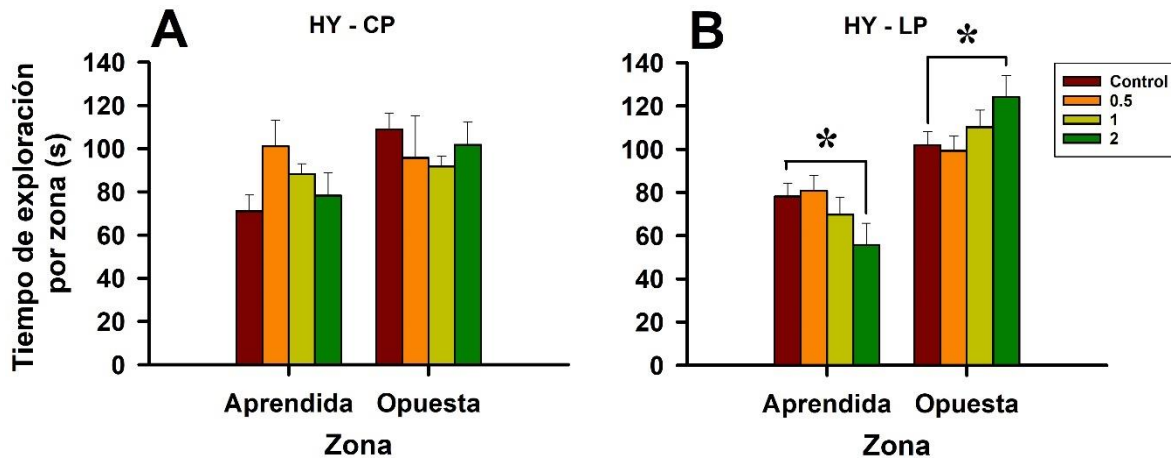 A
HY - CP
Tiempo de exploración
por zona (s)
140
120
100
80
60
40
20
0
Aprendida
Opuesta
Zona
B
HY - LP
*
*
140
120
100
80
60
40
20
0
Aprendida
Opuesta
Zona
Control
0.5
1
2